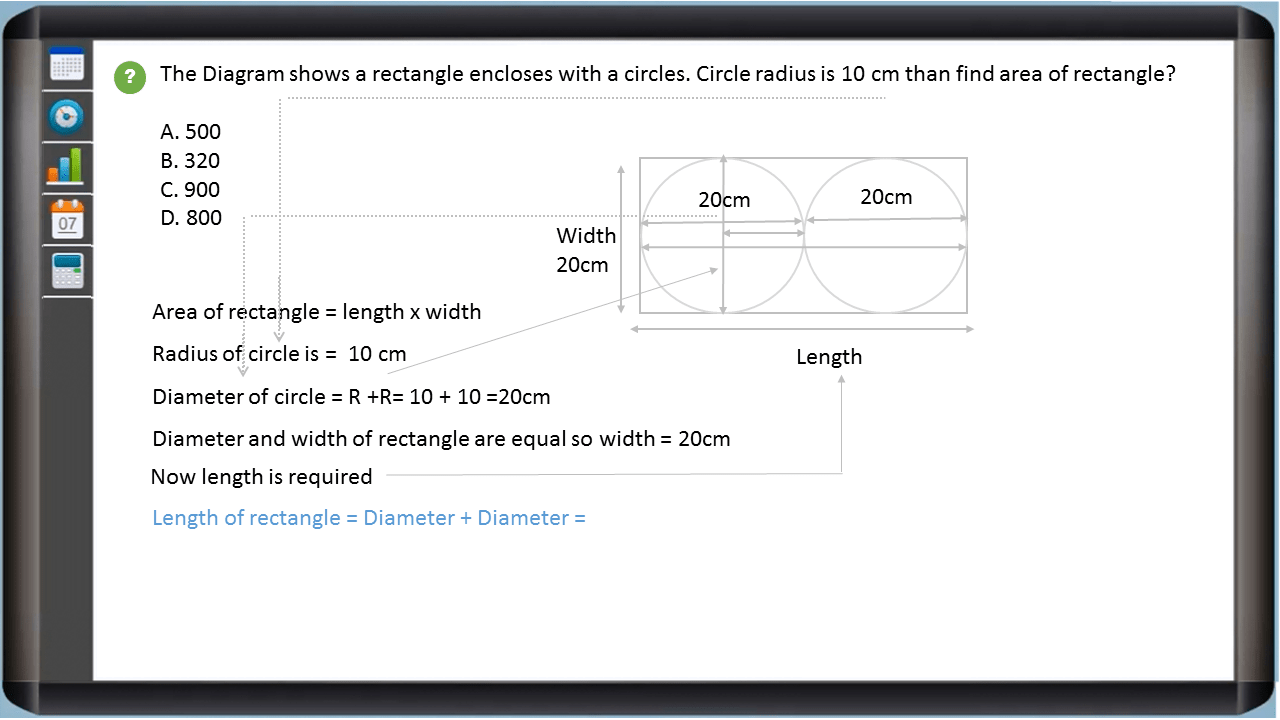 ? The Diagram shows a rectangle encloses with a circles. Circle radius is 10 cm than find area of rectangle?
A. 500
B. 320
C. 900
D. 800
20cm
20cm
Width
20cm
Length
07
Area of rectangle = length x width
Radius of circle is = 10 cm
Diameter of circle = R +R= 10 + 10 =20cm
Diameter and width of rectangle are equal so width = 20cm
Now length is required
Length of rectangle = Diameter + Diameter =